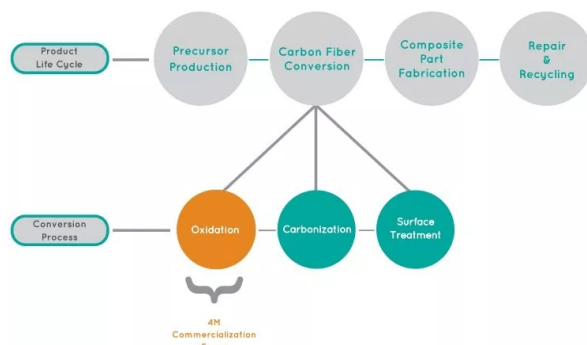 Product
Life Cycle
Precursor
Production
Carbon Fiber
Conversion
Composite
Part
Fabrication
Repair
&
Recycling
Conversion
Process
Oxidation
Carbonization
Surface
Treatment
4M
Commercialization